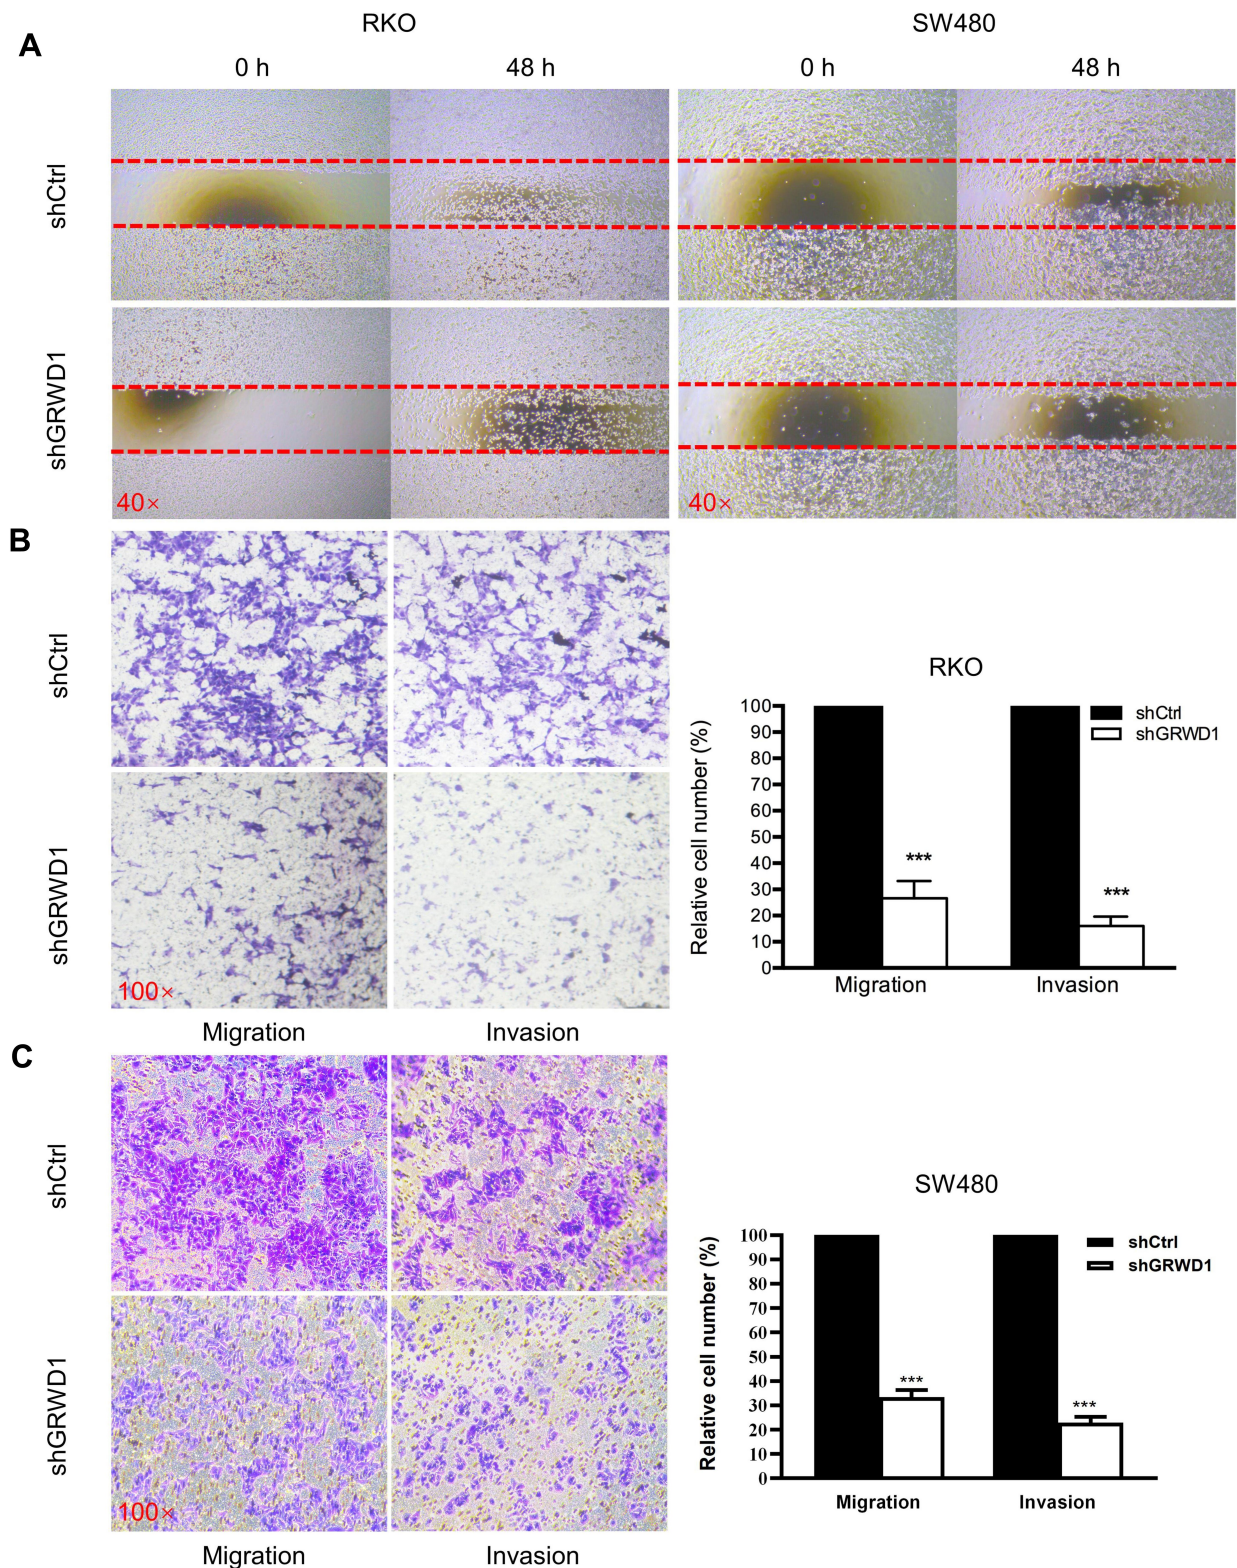 A
RKO
SW480
0 h
48 h
0 h
48 h
shCtrl
shGRWD1
40×
40×
B
shCtrl
shGRWD1
100×
Migration
Invasion
RKO
Relative cell number (%)
100
90
80
70
60
50
40
30
20
10
0
***
***
shCtrl
shGRWD1
Migration
Invasion
C
shCtrl
shGRWD1
100×
Migration
Invasion
SW480
Relative cell number (%)
100
90
80
70
60
50
40
30
20
10
0
***
***
shCtrl
shGRWD1
Migration
Invasion